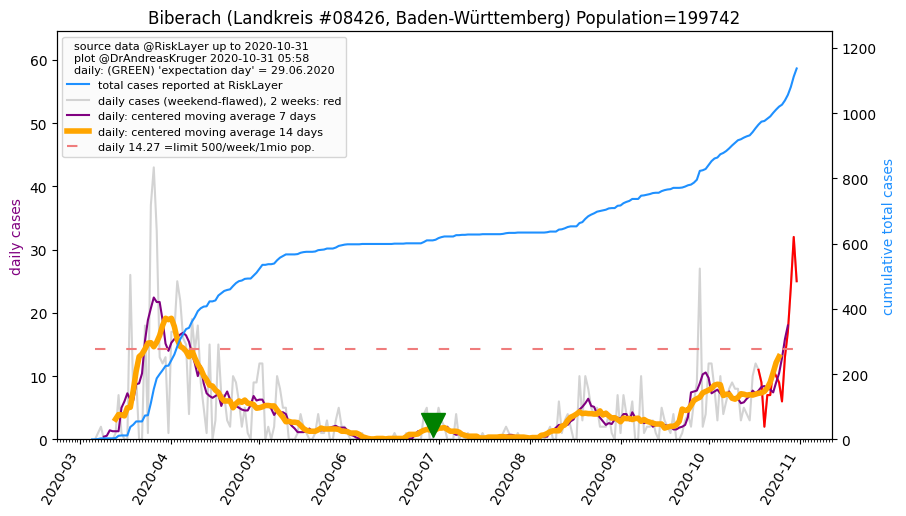 Biberach (Landkreis #08426, Baden-Württemberg) Population=199742
source data @RiskLayer up to 2020-10-31
plot @DrAndreasKruger 2020-10-31 05:58
daily: (GREEN) 'expectation day' = 29.06.2020
total cases reported at RiskLayer
daily cases (weekend-flawed), 2 weeks: red
daily: centered moving average 7 days
daily: centered moving average 14 days
daily 14.27 =limit 500/week/1mio pop.
daily cases
60
50
40
30
20
10
0
1200
1000
800
600
400
200
0
cumulative total cases
2020-03
2020-04
2020-05
2020-06
2020-07
2020-08
2020-09
2020-10
2020-11